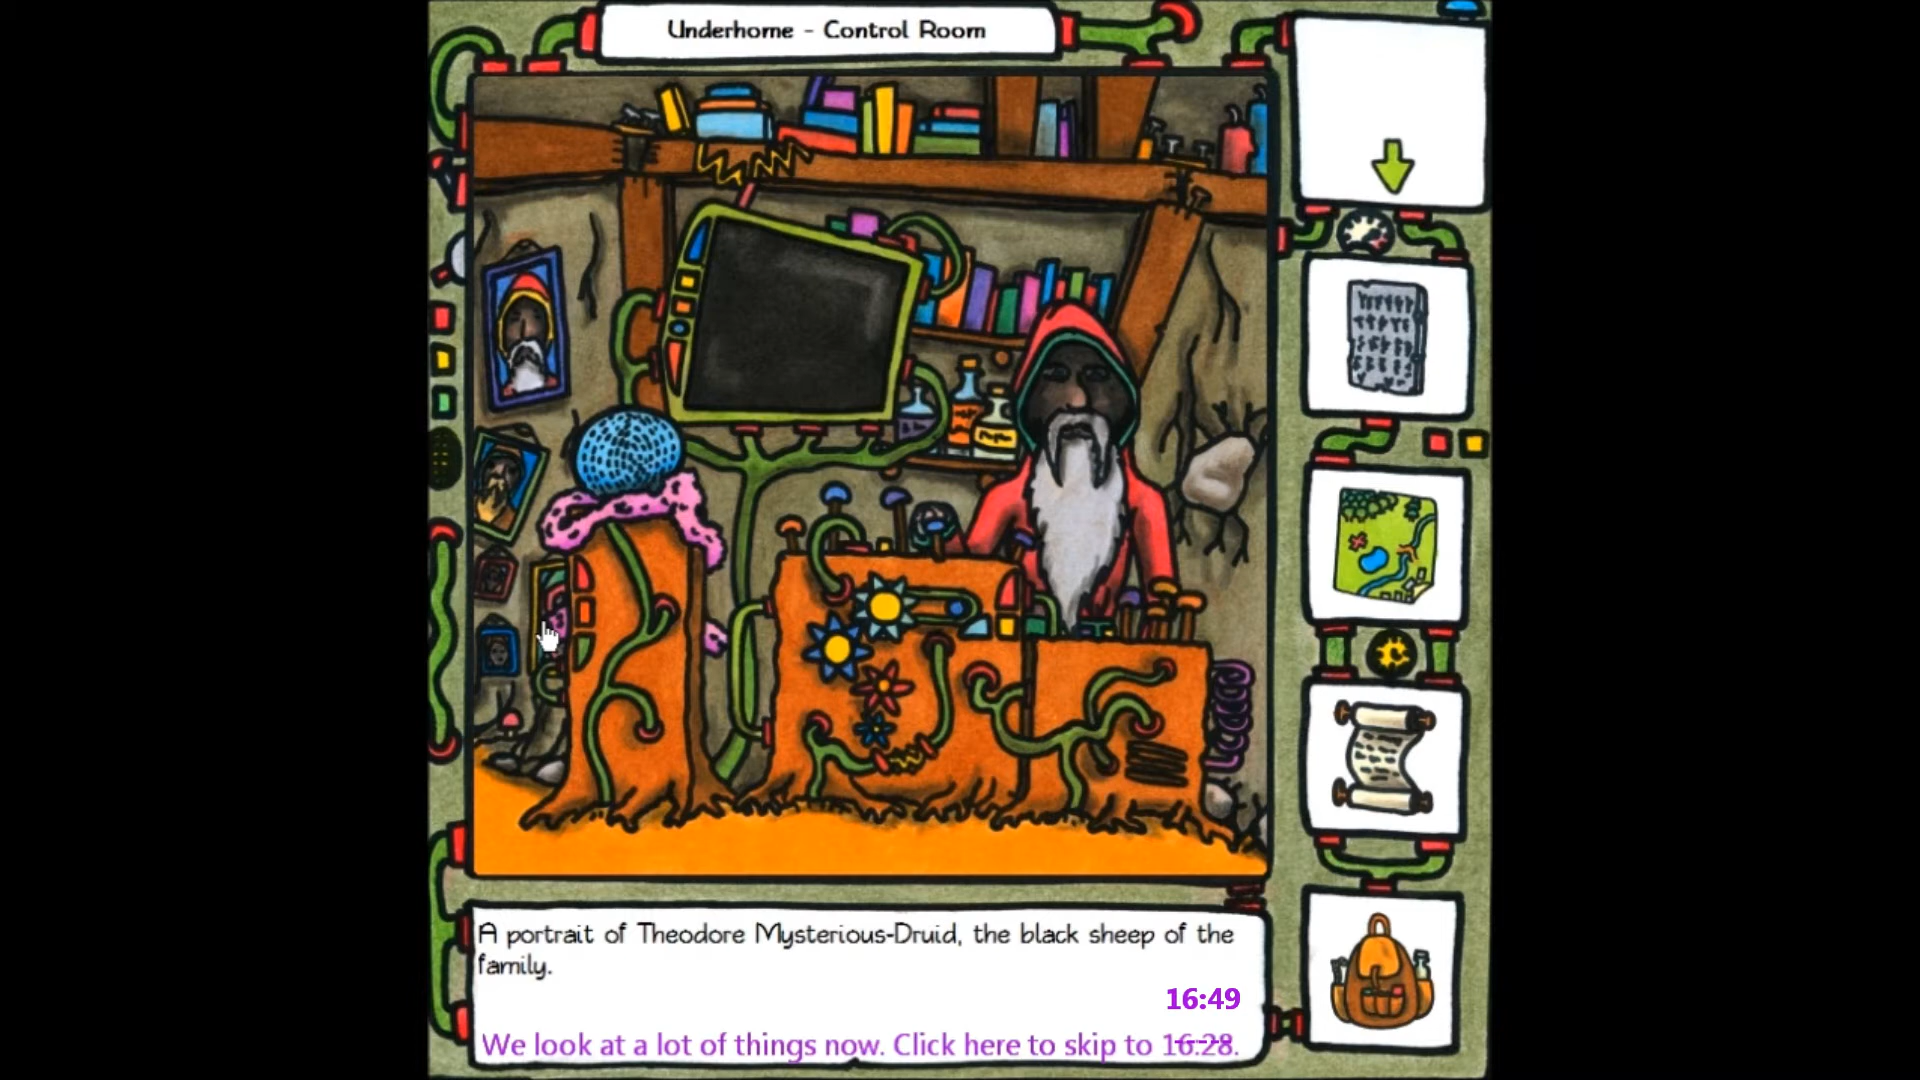 Underhome - Control Room
A portrait of Theodore Mysterious-Druid, the black sheep of the
family.
16:49
We look at a lot of things now. Click here to skip to 16:28.